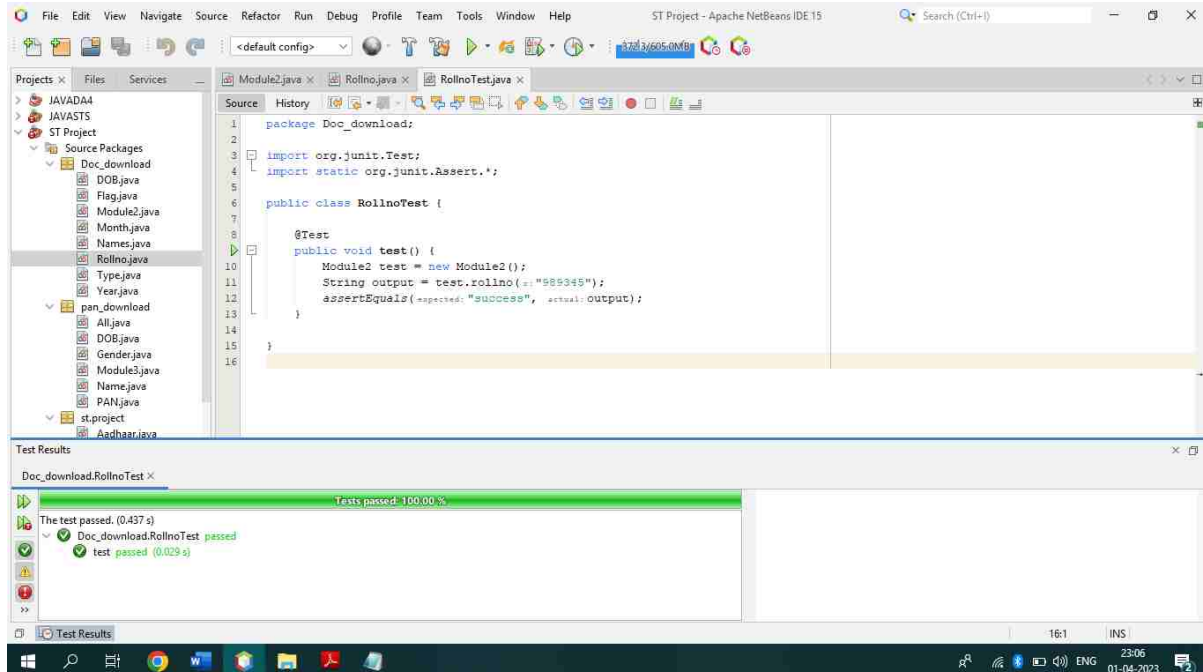 File Edit View Navigate Source Refactor Run Debug Profile Team Tools Window Help ST Project - Apache NetBeans IDE 15 Search (Ctrl+I)
<default config>
Projects Files Services
Module2.java Rollno.java RollnoTest.java
JAVADA4
JAVASTS
ST Project
Source Packages
Doc_download
DOB.java
Flag.java
Module2.java
Month.java
Names.java
Rollno.java
Type.java
Year.java
pan_download
All.java
DOB.java
Gender.java
Module3.java
Name.java
PAN.java
st.project
Aadhaar.java
Source History
1 package Doc_download;
2
3 import org.junit.Test;
4 import static org.junit.Assert.*;
5
6 public class RollnoTest {
7
8 @Test
public void test() {
10 Module2 test = new Module2();
11 String output = test.rollno( s: "989345");
12 assertEquals( expected: "success", actual: output);
13 }
14
15 }
16
Test Results
Doc_download.RollnoTest
Tests passed: 100.00 %
The test passed. (0.437 s)
Doc_download.RollnoTest passed
test passed (0.029 s)
Test Results
16:1 INS
ENG 23:06
01-04-2023